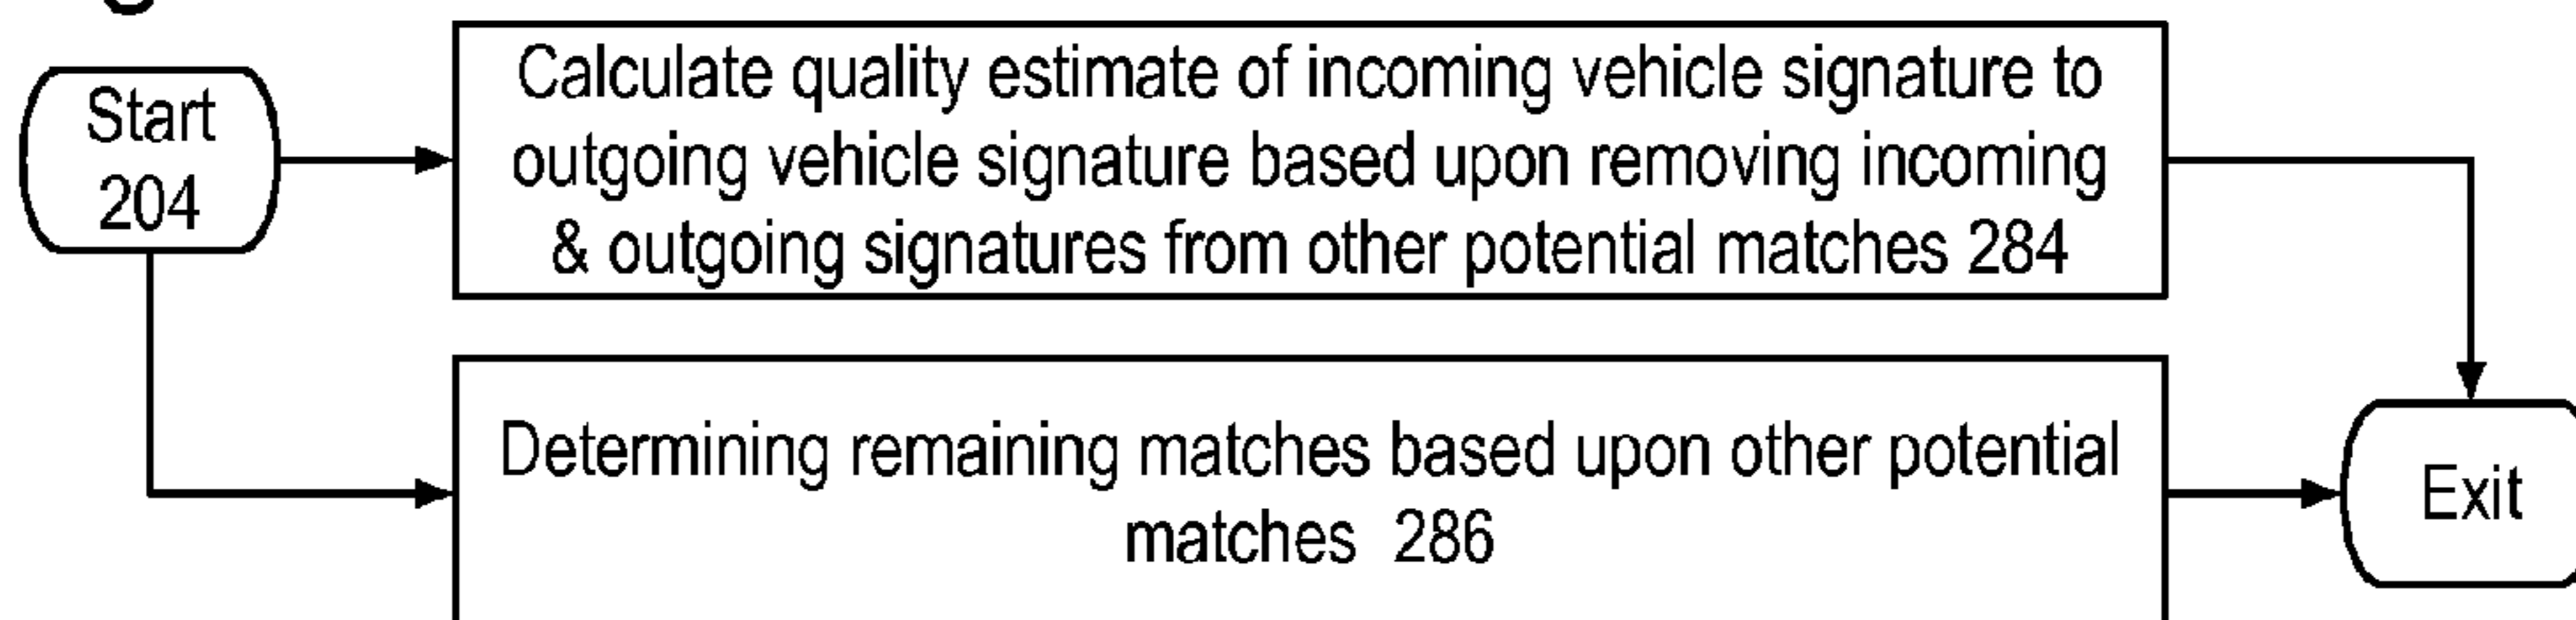 Start
204
Calculate quality estimate of incoming vehicle signature to
outgoing vehicle signature based upon removing incoming
& outgoing signatures from other potential matches 284
Determining remaining matches based upon other potential
matches 286
Exit